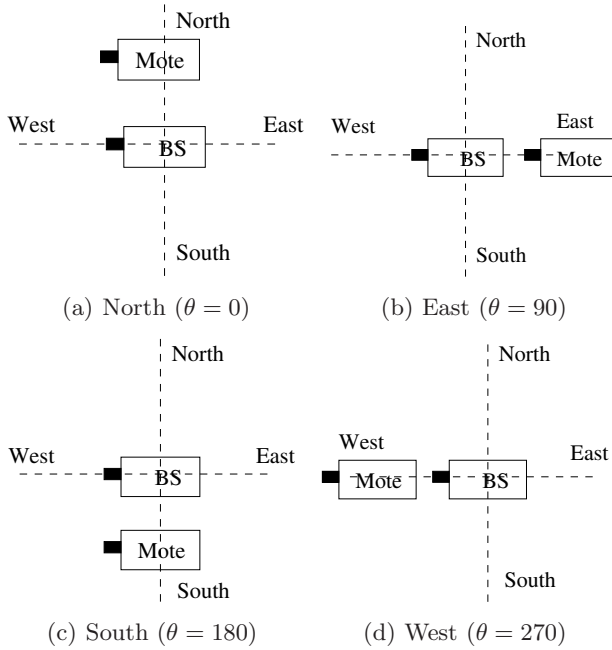 North
Mote
West
East
BS
South
(a) North (θ = 0)
North
West
East
BS
Mote
South
(b) East (θ = 90)
North
West
East
BS
Mote
South
(c) South (θ = 180)
North
West
East
Mote
BS
South
(d) West (θ = 270)